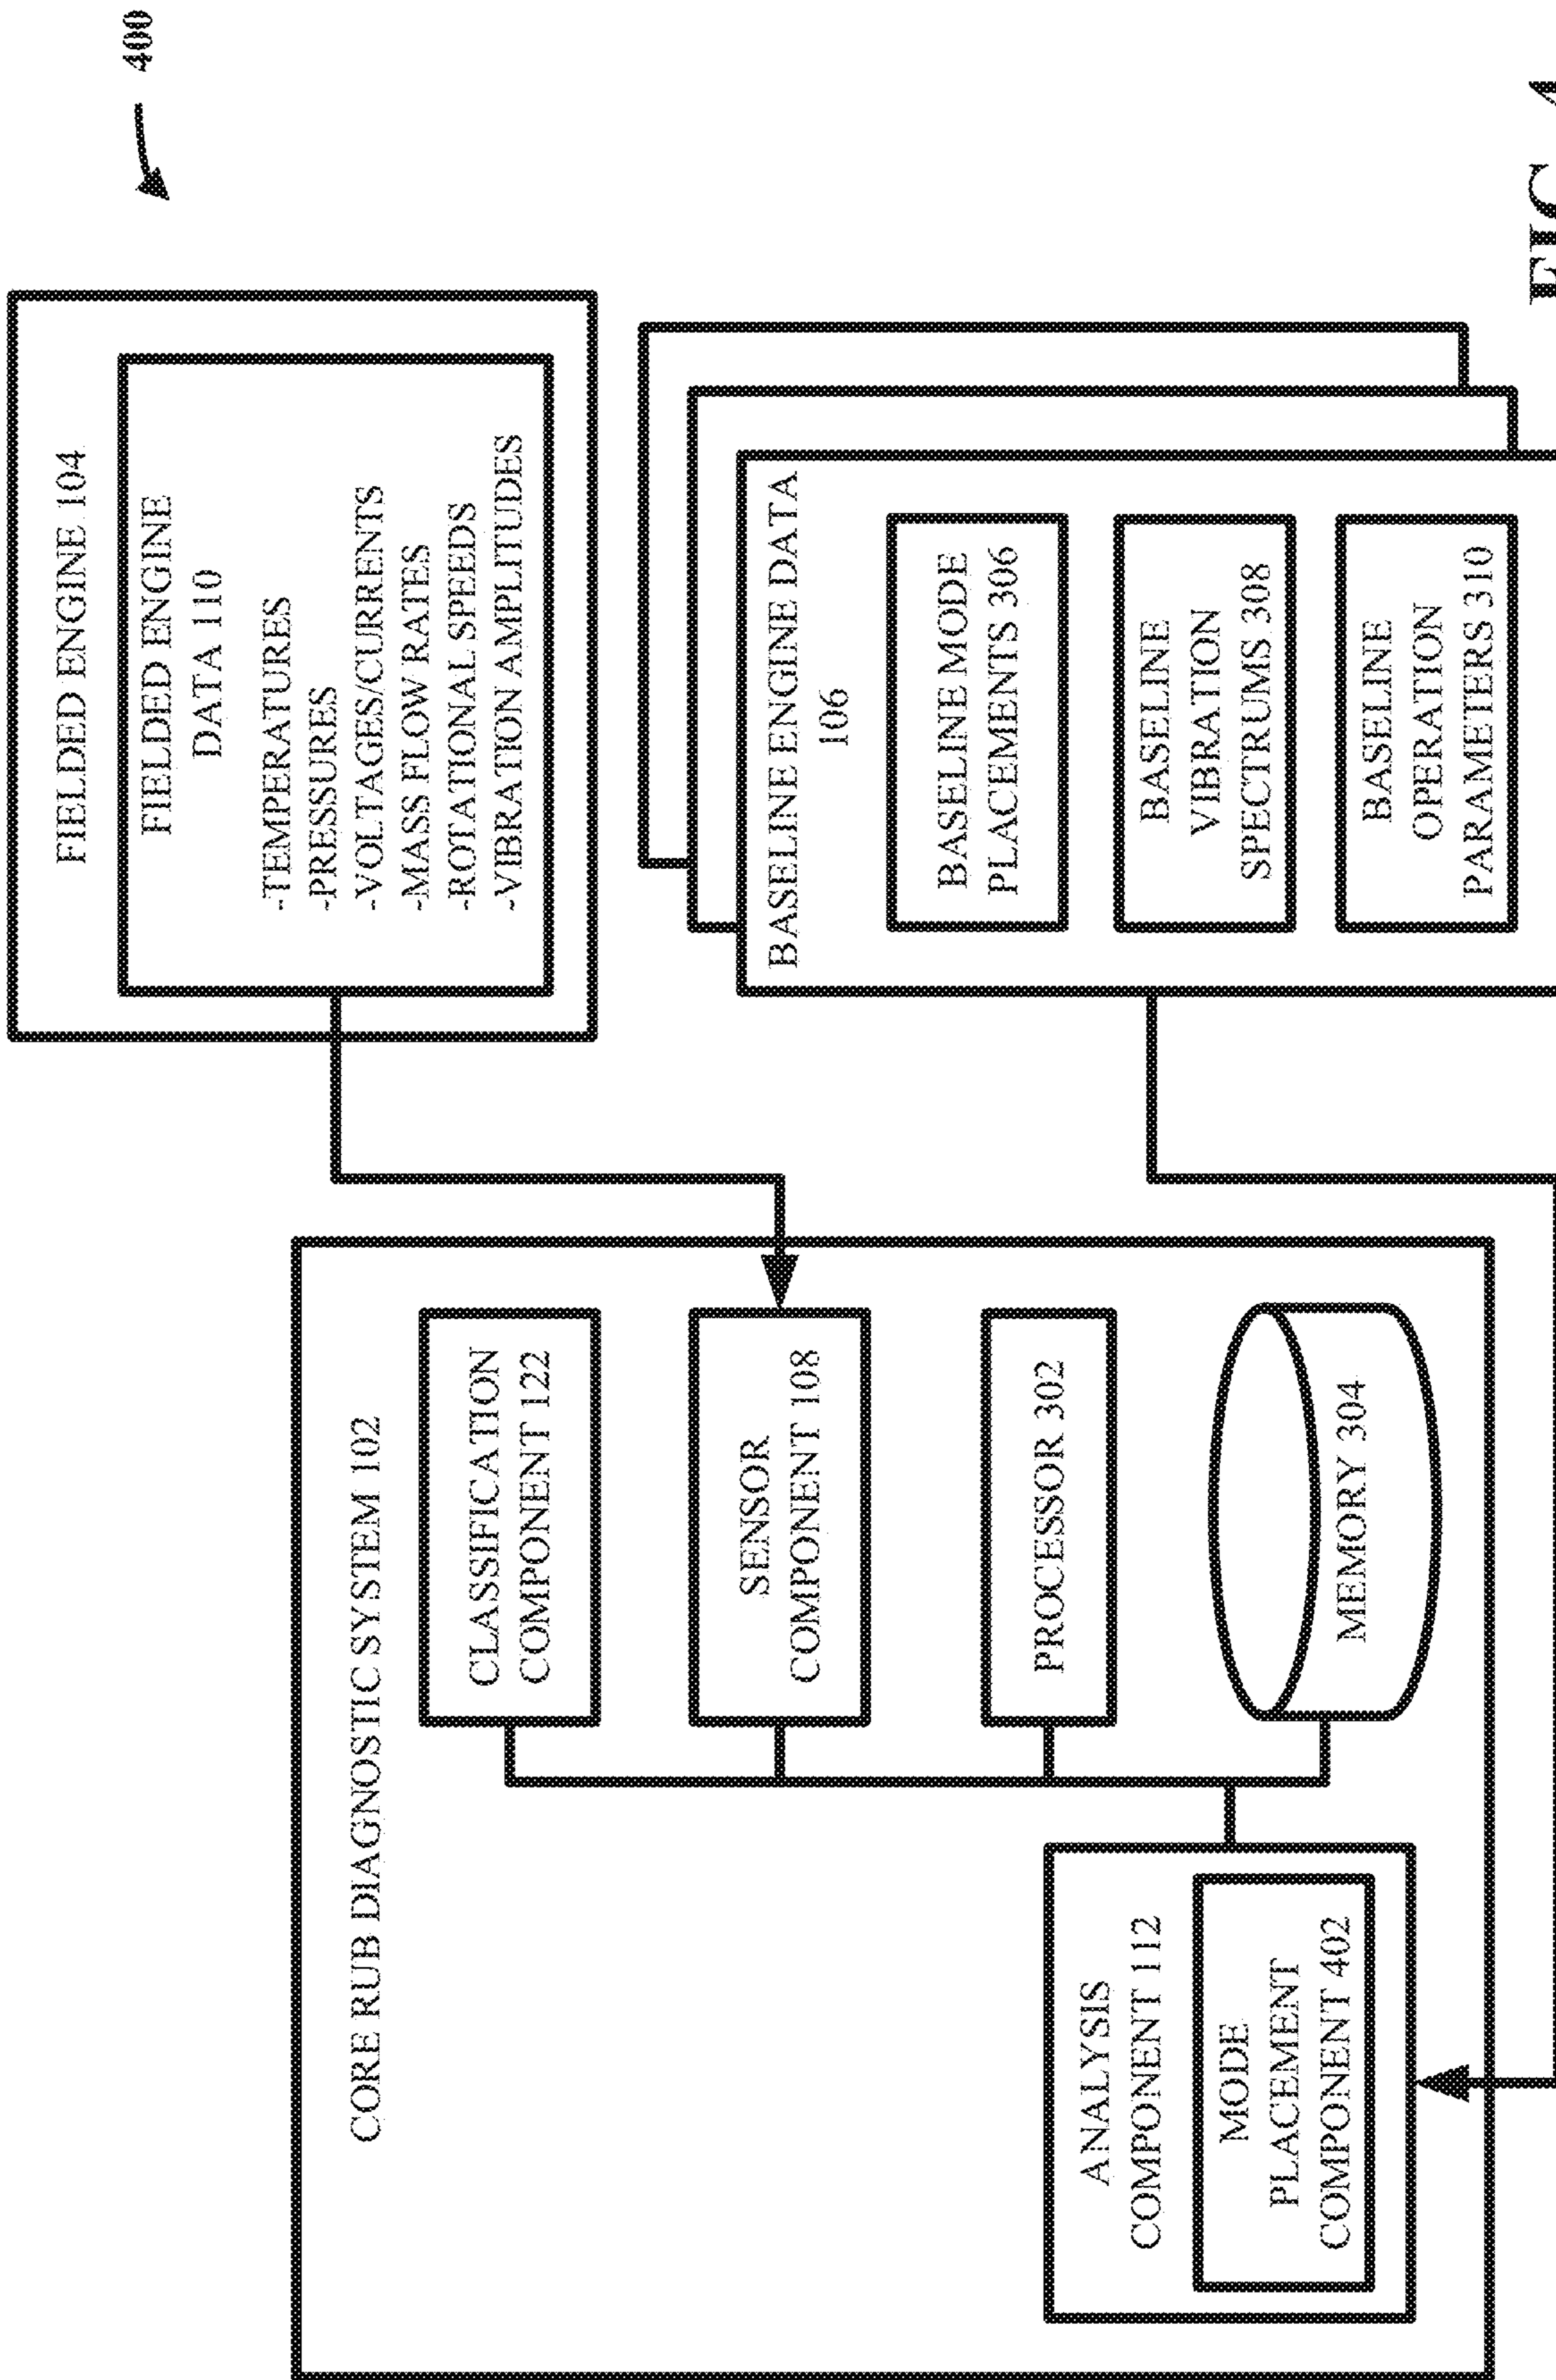 400
CORE RUB DIAGNOSTIC SYSTEM 102
CLASSIFICATION
COMPONENT 122
SENSOR
COMPONENT 108
PROCESSOR 302
MEMORY 304
ANALYSIS
COMPONENT 112
MODE
PLACEMENT
COMPONENT 402
FIELDED ENGINE 104
FIELDED ENGINE
DATA 110
-TEMPERATURES
-PRESSURES
-VOLTAGES/CURRENTS
-MASS FLOW RATES
-ROTATIONAL SPEEDS
-VIBRATION AMPLITUDES
BASELINE ENGINE DATA
106
BASELINE MODE
PLACEMENTS 306
BASELINE
VIBRATION
SPECTRUMS 308
BASELINE
OPERATION
PARAMETERS 310